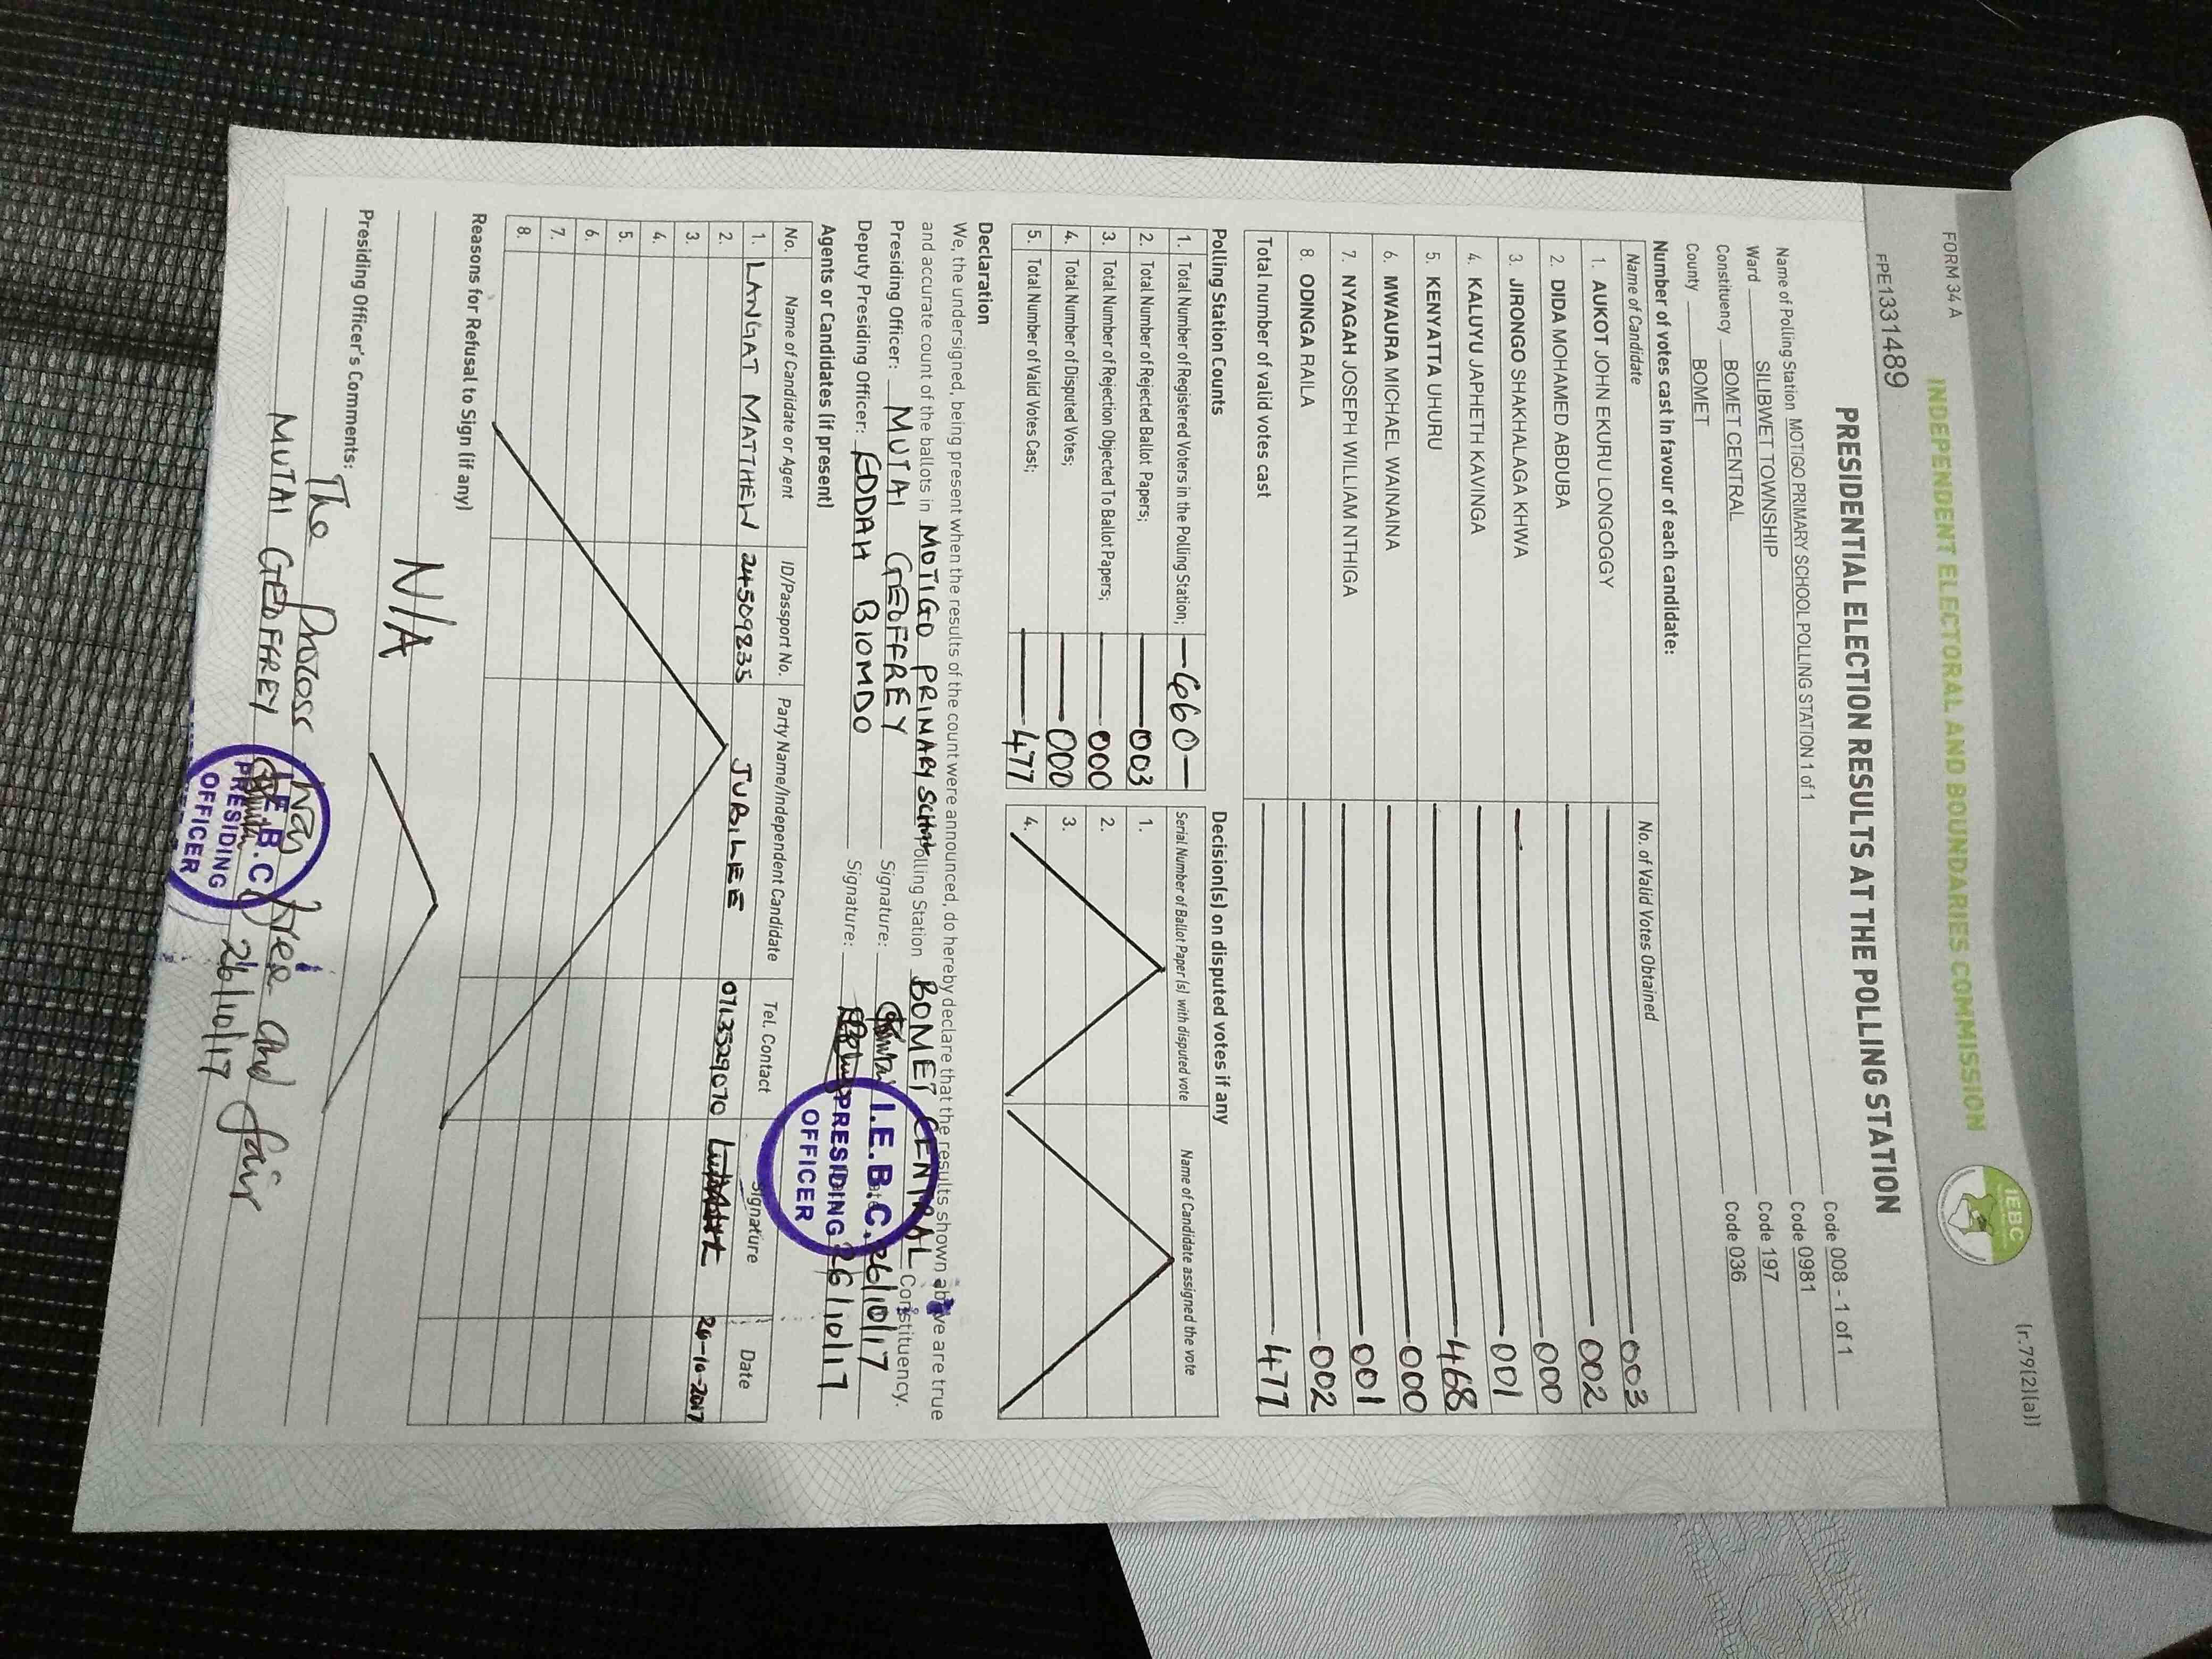 FORM 34 A
(r.79(2)(a))
INDEPENDENT ELECTORAL AND BOUNDARIES COMMISSION
IEBC
FPE1331489
PRESIDENTIAL ELECTION RESULTS AT THE POLLING STATION
Name of Polling Station MOTIGO PRIMARY SCHOOL POLLING STATION 1 of 1 Code 008 - 1 of 1
Ward SILIBWET TOWNSHIP Code 0981
Constituency BOMET CENTRAL Code 197
County BOMET Code 036
Number of votes cast in favour of each candidate:
Name of Candidate No. of Valid Votes Obtained
1. AUKOT JOHN EKURU LONGOGGY 003
2. DIDA MOHAMED ABDUBA 002
3. JIRONGO SHAKHALAGA KHWA 000
4. KALUYU JAPHETH KAVINGA 001
5. KENYATTA UHURU 468
6. MWAURA MICHAEL WAINAINA 000
7. NYAGAH JOSEPH WILLIAM NTHIGA 001
8. ODINGA RAILA 002
Total number of valid votes cast 477
Polling Station Counts
1. Total Number of Registered Voters in the Polling Station; 660
2. Total Number of Rejected Ballot Papers; 003
3. Total Number of Rejection Objected To Ballot Papers; 000
4. Total Number of Disputed Votes; 000
5. Total Number of Valid Votes Cast; 477
Decision(s) on disputed votes if any
Serial Number of Ballot Paper(s) with disputed vote Name of Candidate assigned the vote
1.
2.
3.
4.
Declaration
We, the undersigned, being present when the results of the count were announced, do hereby declare that the results shown above are true
and accurate count of the ballots in MOTIGO PRIMARY SCH Polling Station BOMET CENTRAL Constituency.
Presiding Officer: MUTAI GEOFFREY Signature: 26/10/17
Deputy Presiding Officer: EDDAH BIOMDO Signature: 26/10/17
I.E.B.C.
PRESIDING
OFFICER
Agents or Candidates (if present)
No. Name of Candidate or Agent ID/Passport No. Party Name/Independent Candidate Tel. Contact Signature Date
1. LANGAT MATTHEW 24509235 JUBILEE 0713529070 26-10-2017
2.
3.
4.
5.
6.
7.
8.
Reasons for Refusal to Sign (if any)
N/A
Presiding Officer's Comments:
The Process was free and fair
MUTAI GEOFFREY 26/10/17
I.E.B.C
PRESIDING
OFFICER